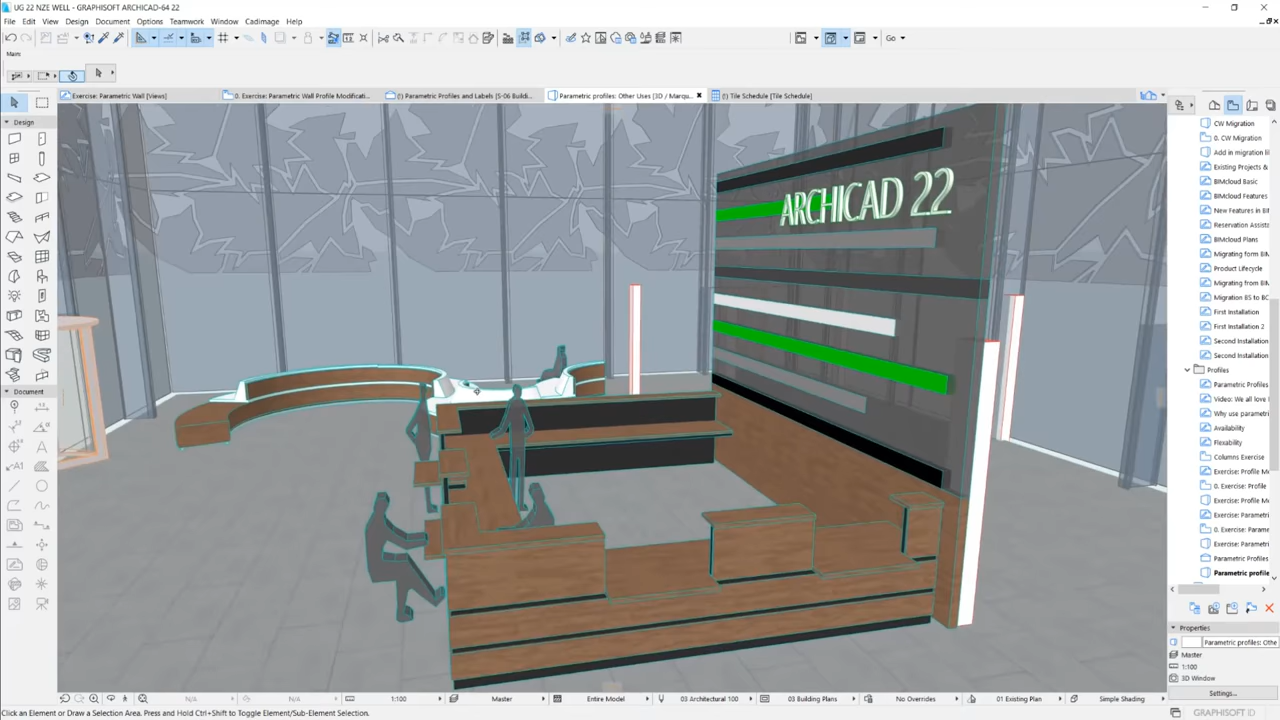 UG 22 NZE WELL - GRAPHISOFT ARCHICAD-64 22
File Edit View Design Document Options Teamwork Window Cadimage Help
Go
Main:
Exercise: Parametric Wall [Views]
0. Exercise: Parametric Wall Profile Modificati...
(!) Parametric Profiles and Labels [S-06 Buildi...
Parametric profiles: Other Uses [3D / Marqu...
(!) Tile Schedule [Tile Schedule]
Design
Document
ARCHICAD 22
CW Migration
0. CW Migration
Add in migration li
Existing Projects &
BIMcloud Basic
BIMcloud Features
New Features in BI
Reservation Assista
BIMcloud Plans
Migrating form BIM
Product Lifecycle
Migrating from BIM
Migration BS to BC
First Installation
First Installation 2
Second Installation
Second Installation
Profiles
Parametric Profiles
Video: We all love
Why use parametri
Availability
Flexability
Columns Exercise
Exercise: Profile Mo
0. Exercise: Profile
Exercise: Profile Mo
Exercise: Parametri
0. Exercise: Parame
Exercise: Parametri
Parametric Profiles
Parametric profile
Properties
Parametric profiles: Othe
Master
1:100
3D Window
Settings...
N/A N/A 1:100 Master Entire Model 03 Architectural 100 03 Building Plans No Overrides 01 Existing Plan Simple Shading
Click an Element or Draw a Selection Area. Press and Hold Ctrl+Shift to Toggle Element/Sub-Element Selection.
GRAPHISOFT ID